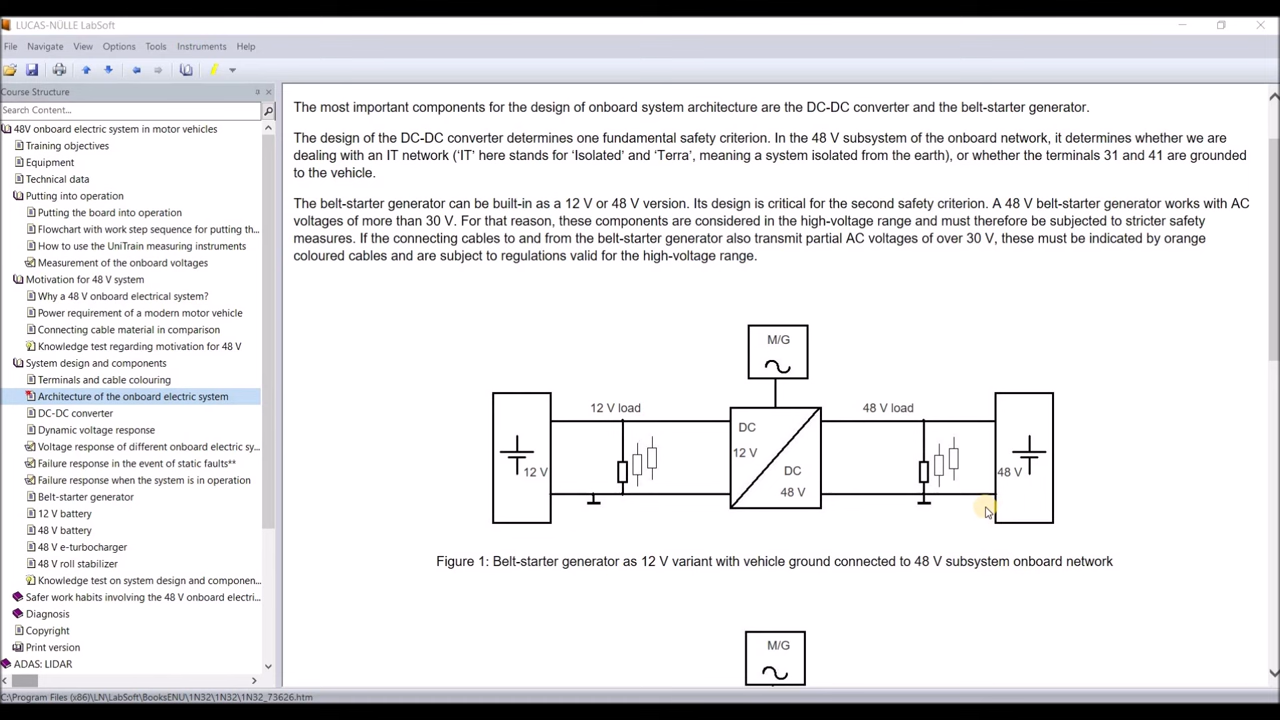 LUCAS-NÜLLE LabSoft
File Navigate View Options Tools Instruments Help
Course Structure
Search Content...
48V onboard electric system in motor vehicles
Training objectives
Equipment
Technical data
Putting into operation
Putting the board into operation
Flowchart with work step sequence for putting th...
How to use the UniTrain measuring instruments
Measurement of the onboard voltages
Motivation for 48 V system
Why a 48 V onboard electrical system?
Power requirement of a modern motor vehicle
Connecting cable material in comparison
Knowledge test regarding motivation for 48 V
System design and components
Terminals and cable colouring
Architecture of the onboard electric system
DC-DC converter
Dynamic voltage response
Voltage response of different onboard electric sy...
Failure response in the event of static faults**
Failure response when the system is in operation
Belt-starter generator
12 V battery
48 V battery
48 V e-turbocharger
48 V roll stabilizer
Knowledge test on system design and componen...
Safer work habits involving the 48 V onboard electri...
Diagnosis
Copyright
Print version
ADAS: LIDAR
The most important components for the design of onboard system architecture are the DC-DC converter and the belt-starter generator.
The design of the DC-DC converter determines one fundamental safety criterion. In the 48 V subsystem of the onboard network, it determines whether we are
dealing with an IT network ('IT' here stands for 'Isolated' and 'Terra', meaning a system isolated from the earth), or whether the terminals 31 and 41 are grounded
to the vehicle.
The belt-starter generator can be built-in as a 12 V or 48 V version. Its design is critical for the second safety criterion. A 48 V belt-starter generator works with AC
voltages of more than 30 V. For that reason, these components are considered in the high-voltage range and must therefore be subjected to stricter safety
measures. If the connecting cables to and from the belt-starter generator also transmit partial AC voltages of over 30 V, these must be indicated by orange
coloured cables and are subject to regulations valid for the high-voltage range.
M/G
12 V load
48 V load
DC
12 V
DC
48 V
12 V
48 V
Figure 1: Belt-starter generator as 12 V variant with vehicle ground connected to 48 V subsystem onboard network
M/G
C:\Program Files (x86)\LN\LabSoft\BooksENU\1N32\1N32\1N32_73626.htm